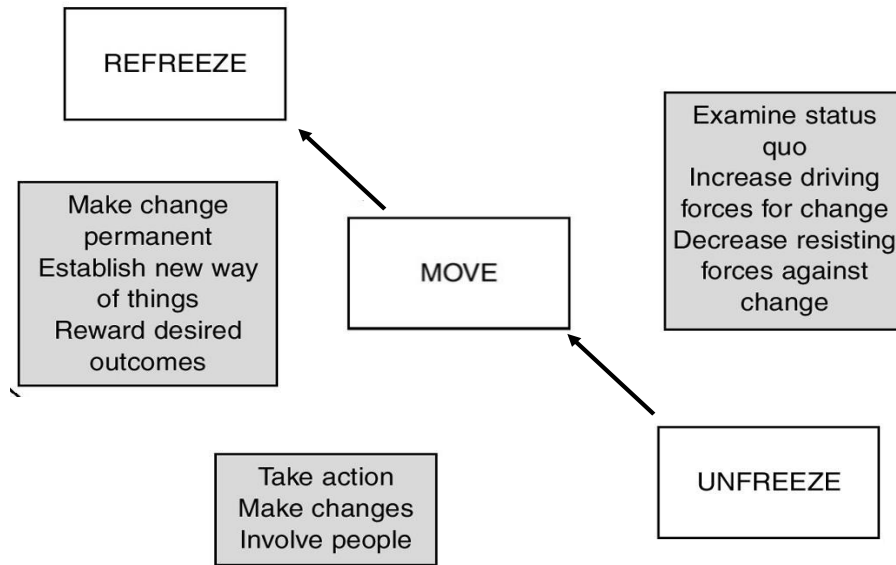 REFREEZE
Examine status
quo
Increase driving
forces for change
Decrease resisting
forces against
change
Make change
permanent
Establish new way
of things
Reward desired
outcomes
MOVE
Take action
Make changes
Involve people
UNFREEZE